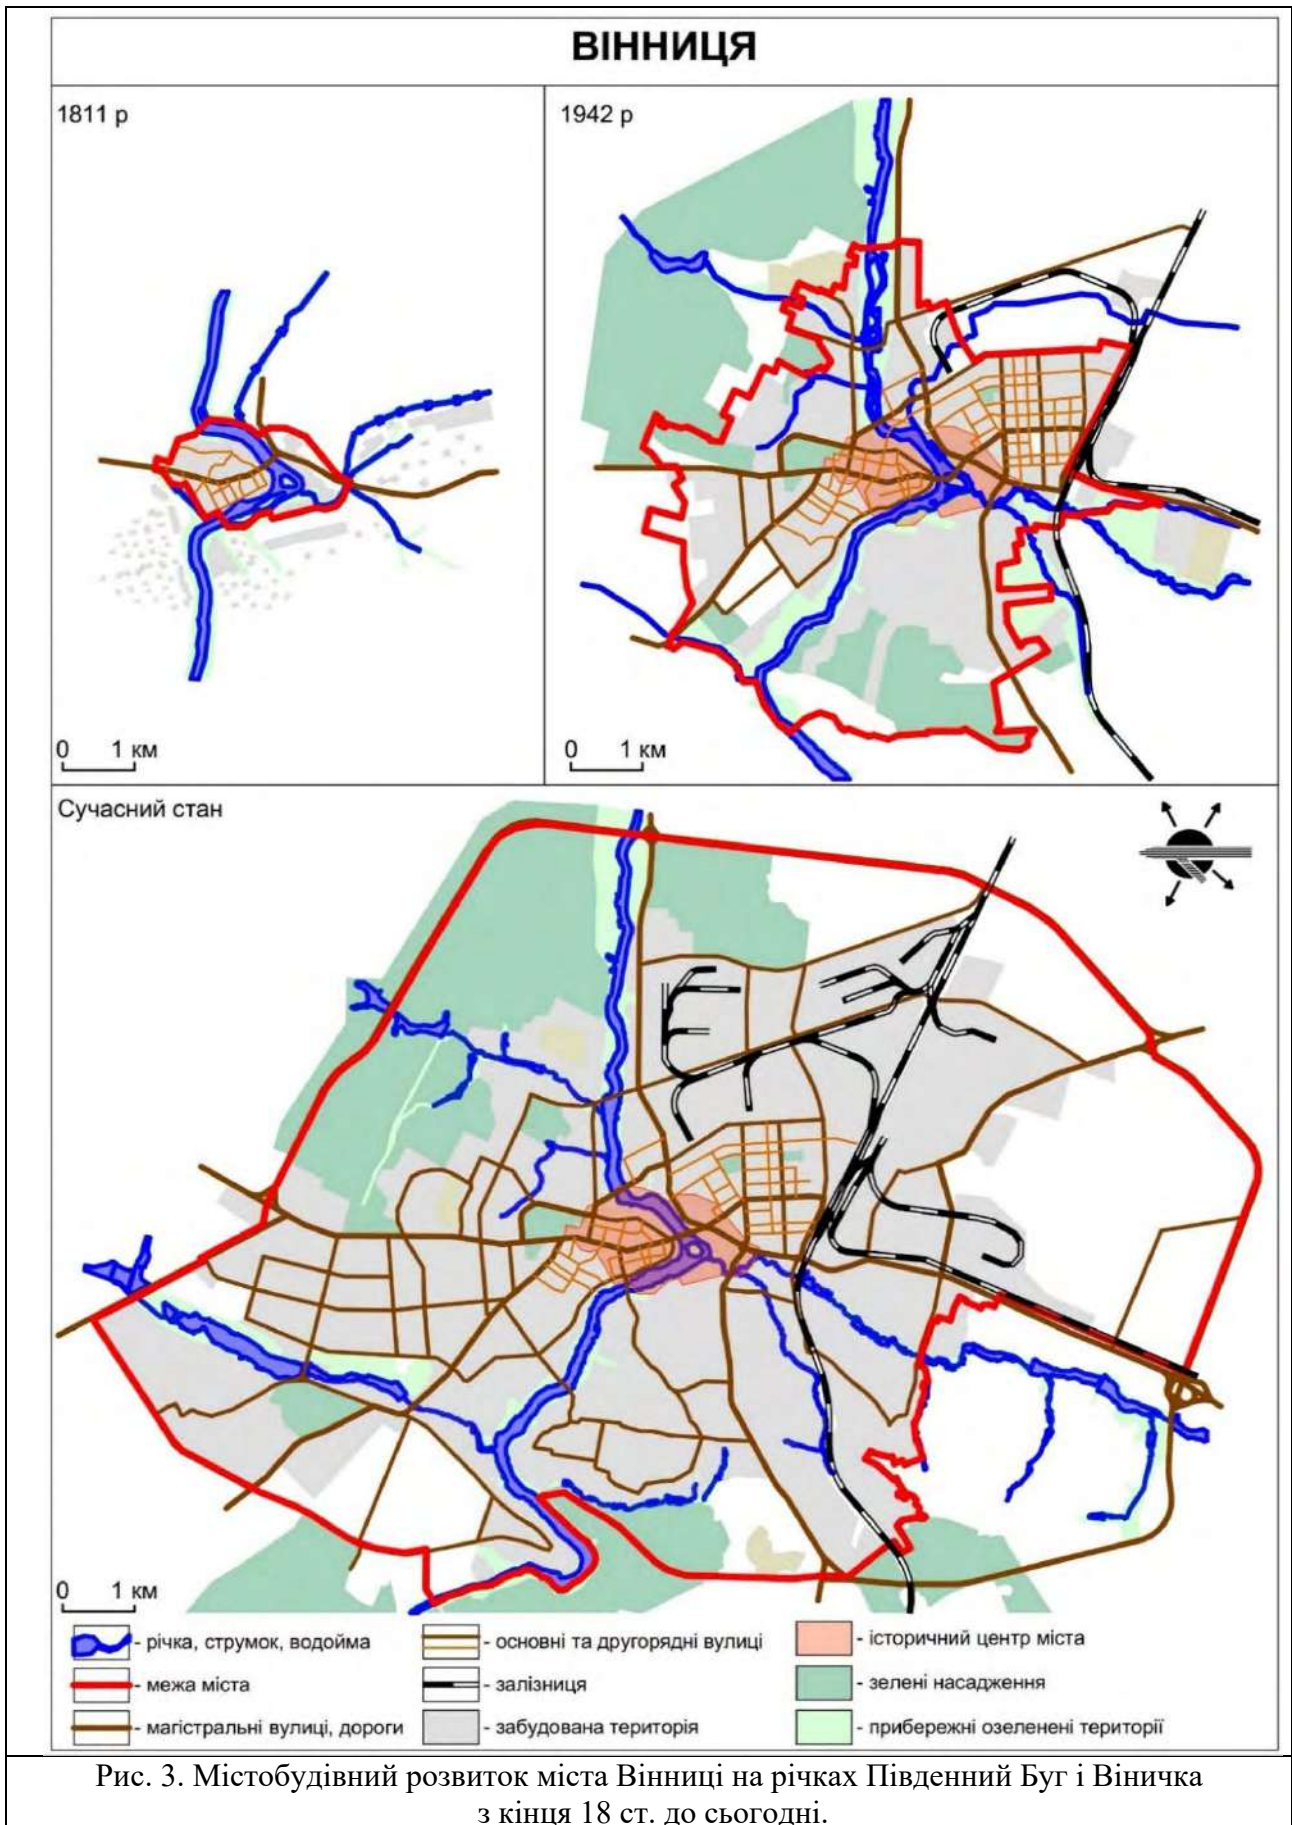 ВІННИЦЯ
1811 р
1942 р
0 1 км
0 1 км
Сучасний стан
0 1 км
- річка, струмок, водойма
- межа міста
- магістральні вулиці, дороги
- основні та другорядні вулиці
- залізниця
- забудована територія
- історичний центр міста
- зелені насадження
- прибережні озеленені території
Рис. 3. Містобудівний розвиток міста Вінниці на річках Південний Буг і Віничка
з кінця 18 ст. до сьогодні.